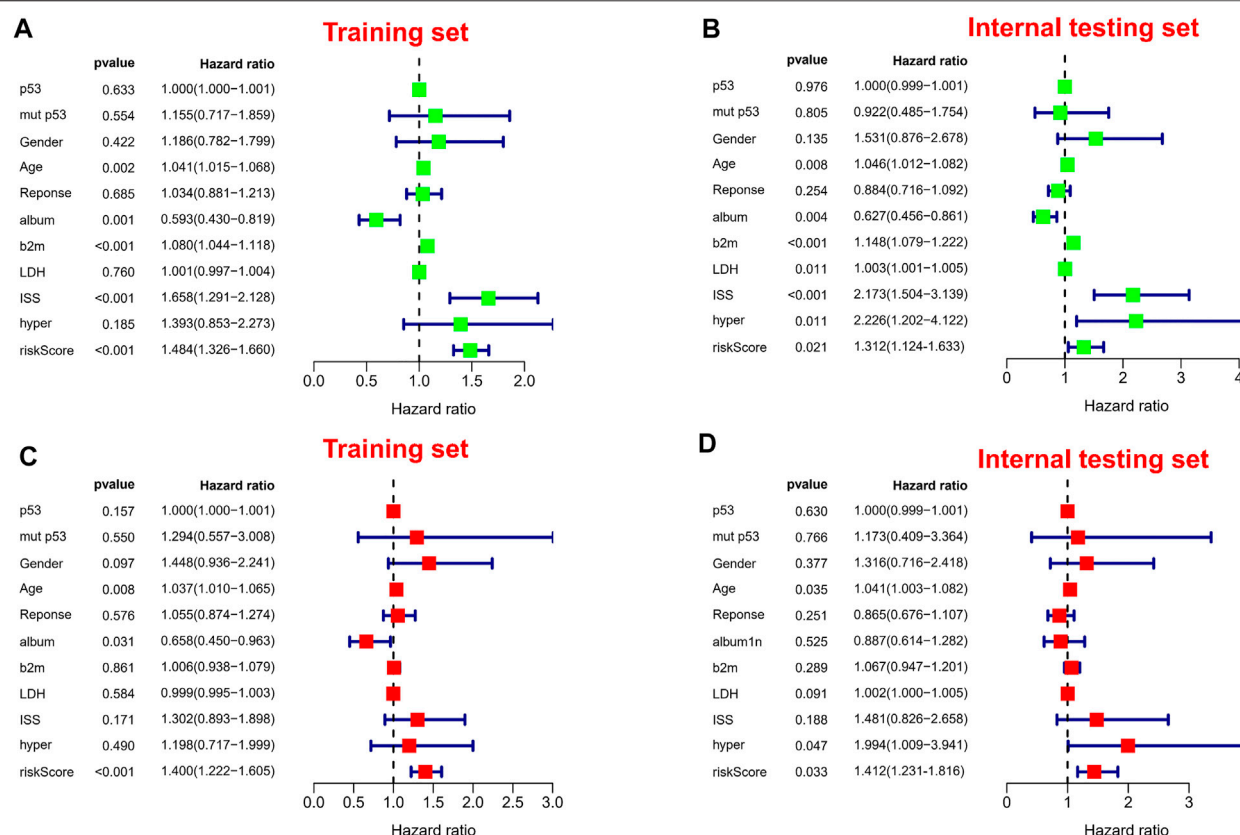 A
Training set
pvalue Hazard ratio
p53 0.633 1.000(1.000−1.001)
mut p53 0.554 1.155(0.717−1.859)
Gender 0.422 1.186(0.782−1.799)
Age 0.002 1.041(1.015−1.068)
Reponse 0.685 1.034(0.881−1.213)
album 0.001 0.593(0.430−0.819)
b2m <0.001 1.080(1.044−1.118)
LDH 0.760 1.001(0.997−1.004)
ISS <0.001 1.658(1.291−2.128)
hyper 0.185 1.393(0.853−2.273)
riskScore <0.001 1.484(1.326−1.660)
0.0 0.5 1.0 1.5 2.0
Hazard ratio
B
Internal testing set
pvalue Hazard ratio
p53 0.976 1.000(0.999−1.001)
mut p53 0.805 0.922(0.485−1.754)
Gender 0.135 1.531(0.876−2.678)
Age 0.008 1.046(1.012−1.082)
Reponse 0.254 0.884(0.716−1.092)
album 0.004 0.627(0.456−0.861)
b2m <0.001 1.148(1.079−1.222)
LDH 0.011 1.003(1.001−1.005)
ISS <0.001 2.173(1.504−3.139)
hyper 0.011 2.226(1.202−4.122)
riskScore 0.021 1.312(1.124-1.633)
0 1 2 3 4
Hazard ratio
C
Training set
pvalue Hazard ratio
p53 0.157 1.000(1.000−1.001)
mut p53 0.550 1.294(0.557−3.008)
Gender 0.097 1.448(0.936−2.241)
Age 0.008 1.037(1.010−1.065)
Reponse 0.576 1.055(0.874−1.274)
album 0.031 0.658(0.450−0.963)
b2m 0.861 1.006(0.938−1.079)
LDH 0.584 0.999(0.995−1.003)
ISS 0.171 1.302(0.893−1.898)
hyper 0.490 1.198(0.717−1.999)
riskScore <0.001 1.400(1.222−1.605)
0.0 0.5 1.0 1.5 2.0 2.5 3.0
Hazard ratio
D
Internal testing set
pvalue Hazard ratio
p53 0.630 1.000(0.999−1.001)
mut p53 0.766 1.173(0.409−3.364)
Gender 0.377 1.316(0.716−2.418)
Age 0.035 1.041(1.003−1.082)
Reponse 0.251 0.865(0.676−1.107)
album1n 0.525 0.887(0.614−1.282)
b2m 0.289 1.067(0.947−1.201)
LDH 0.091 1.002(1.000−1.005)
ISS 0.188 1.481(0.826−2.658)
hyper 0.047 1.994(1.009−3.941)
riskScore 0.033 1.412(1.231-1.816)
0 1 2 3
Hazard ratio